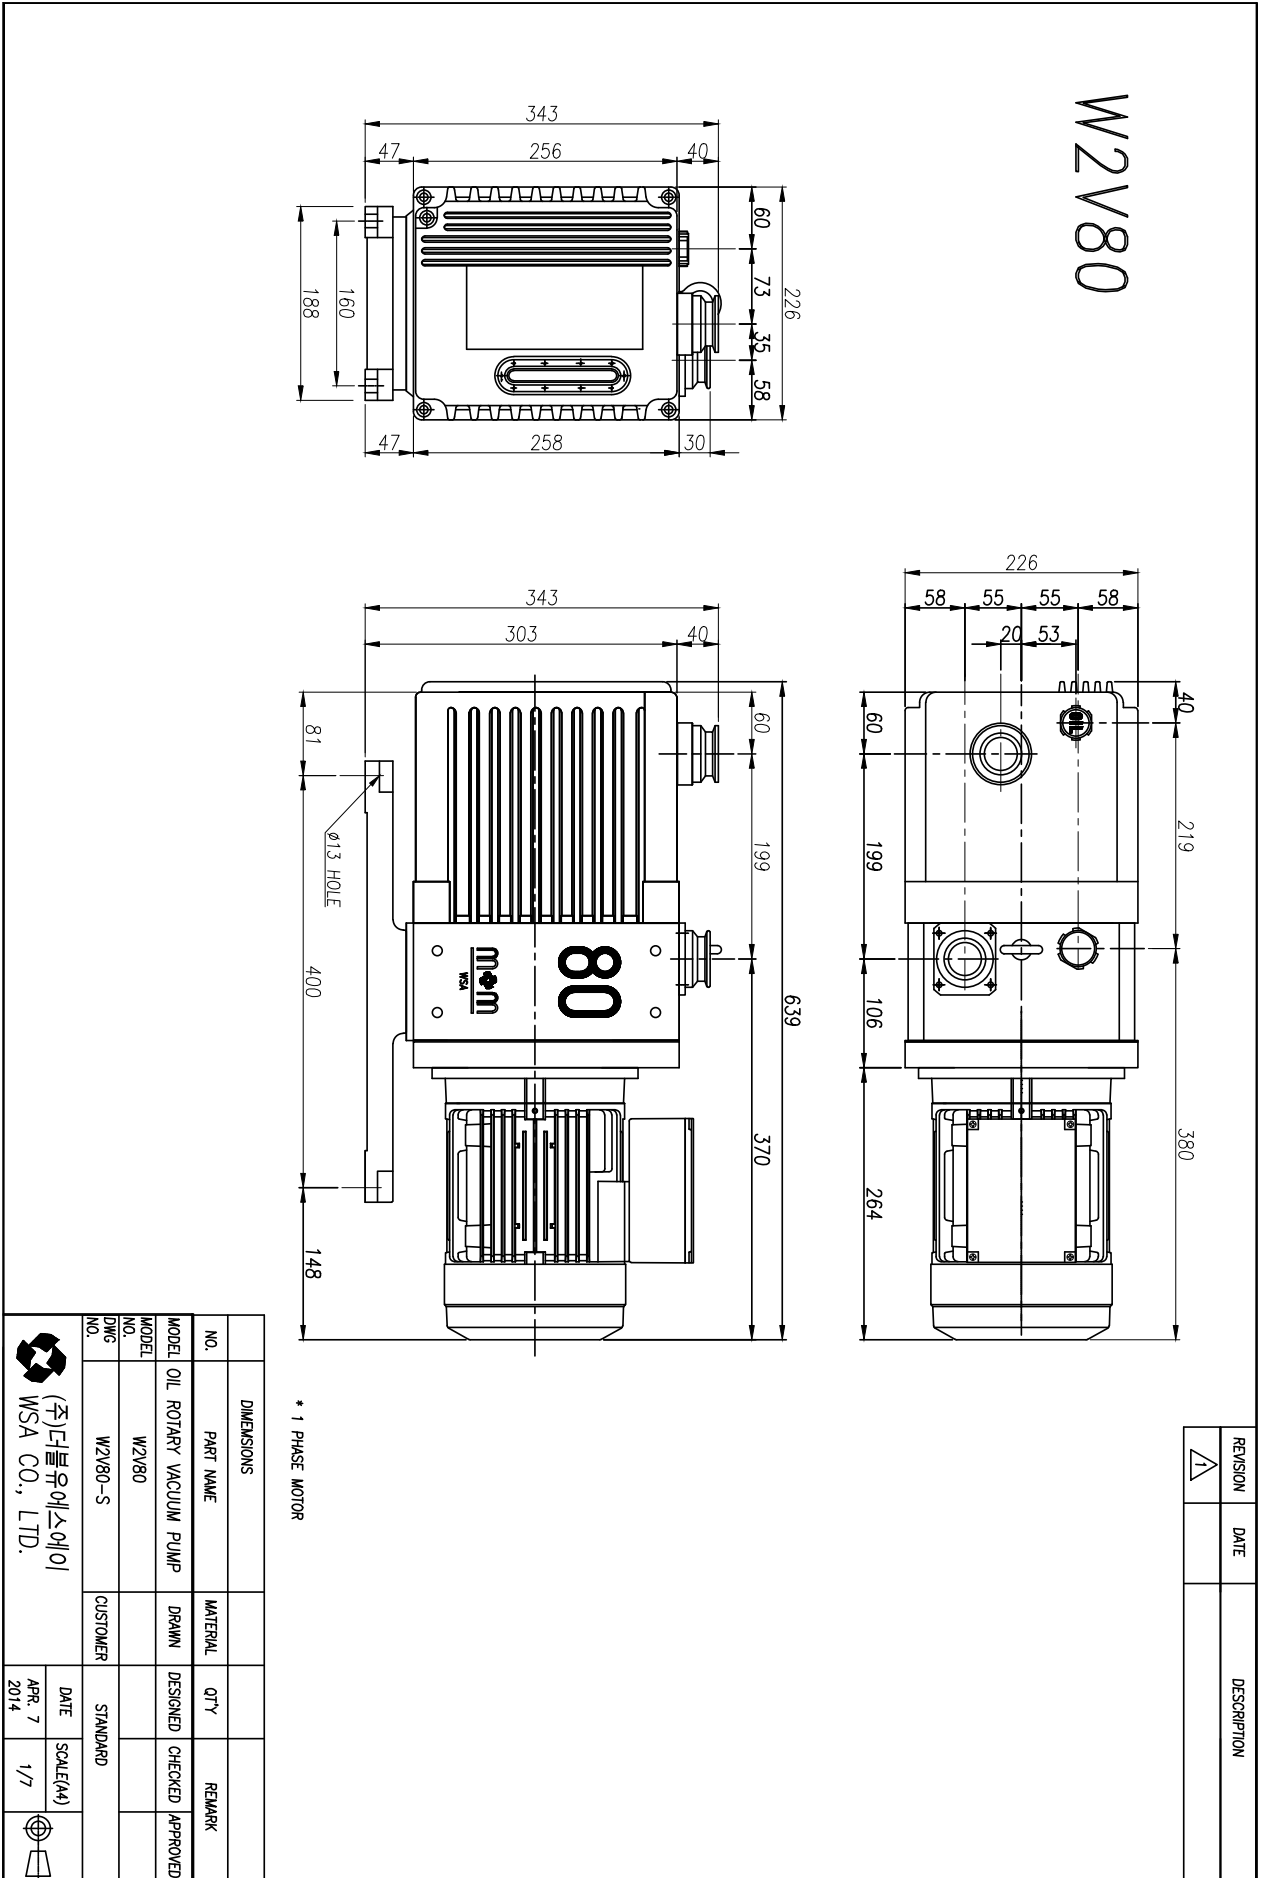 W2V80
REVISION DATE DESCRIPTION
1
226
58 55 55 58
20 53
40 219 380
OIL
60 199 106 264
343
47 256 40
60 73 35 58
226
47 258 30
160
188
343
303 40
60 199 370
639
81 400 148
ø13 HOLE
80
m m
WSA
* 1 PHASE MOTOR
DIMEMSIONS
NO. PART NAME MATERIAL QT'Y REMARK
MODEL OIL ROTARY VACUUM PUMP DRAWN DESIGNED CHECKED APPROVED
MODEL NO. W2V80
DWG NO. W2V80-S CUSTOMER STANDARD
(주)더블유에스에이
WSA CO., LTD.
DATE SCALE(A4)
APR. 7 2014 1/7